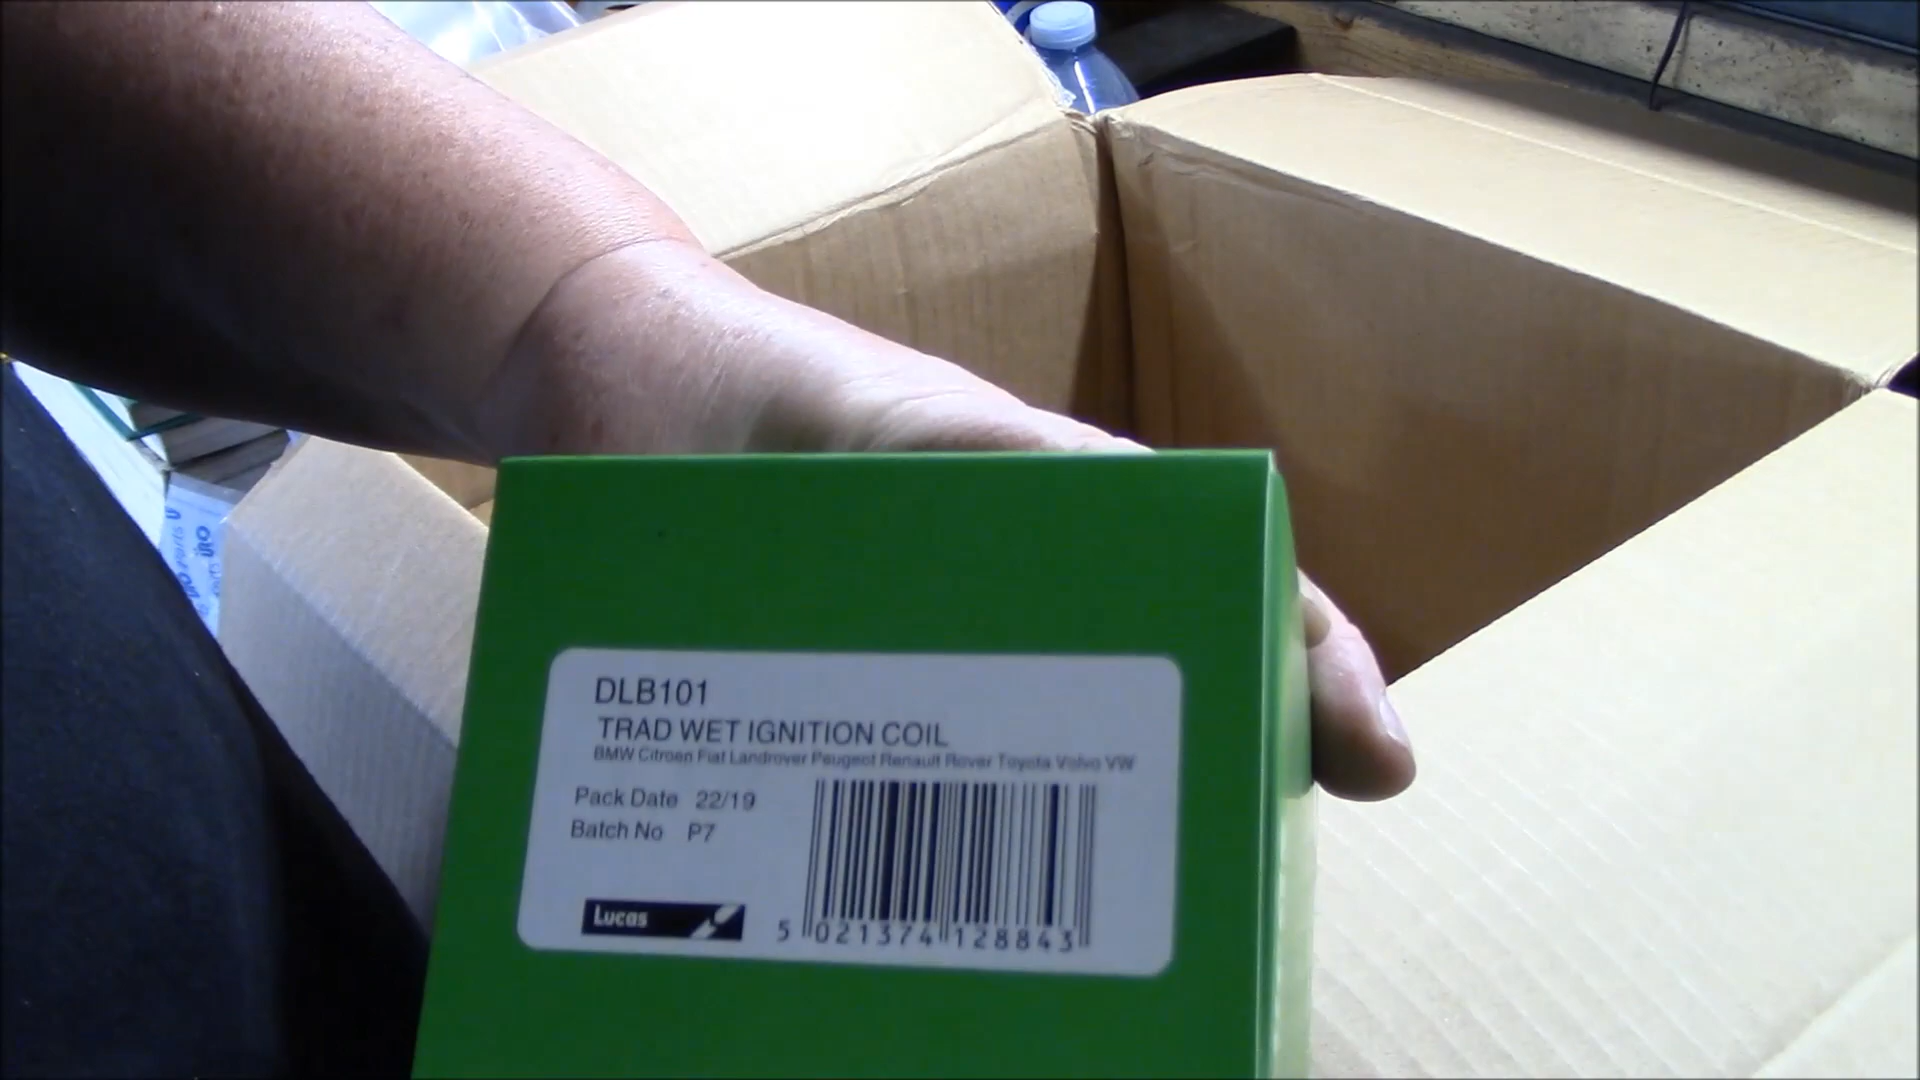 DLB101
TRAD WET IGNITION COIL
BMW Citroen Fiat Landrover Peugeot Renault Rover Toyota Volvo VW
Pack Date 22/19
Batch No P7
Lucas
5 021374 128843